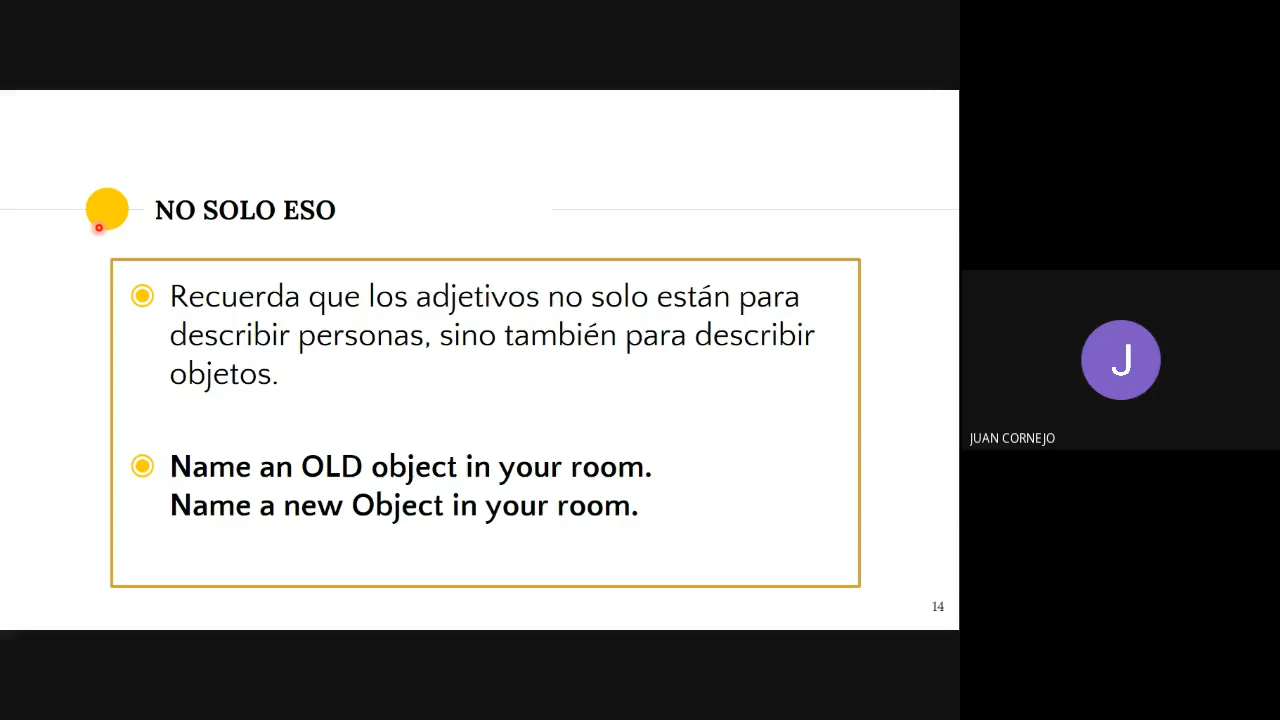 NO SOLO ESO
Recuerda que los adjetivos no solo están para
describir personas, sino también para describir
objetos.
Name an OLD object in your room.
Name a new Object in your room.
14
J
JUAN CORNEJO